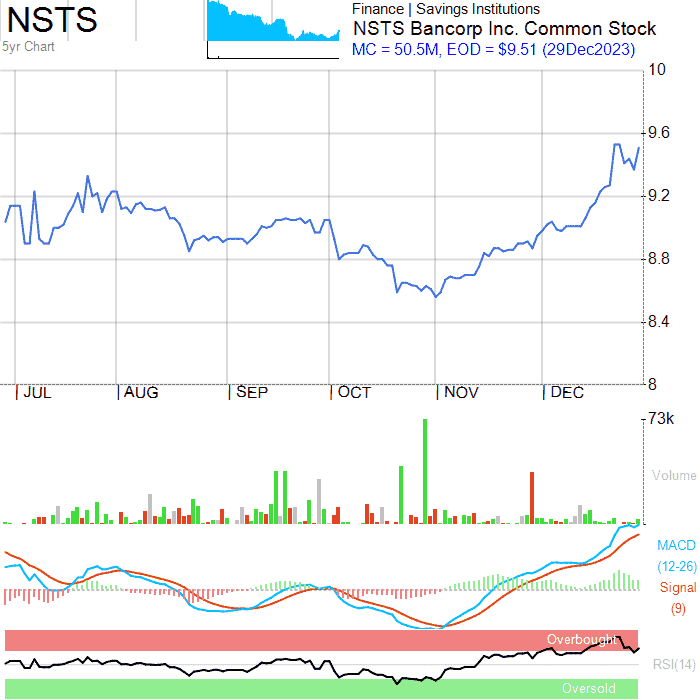 NSTS
5yr Chart
Finance | Savings Institutions
NSTS Bancorp Inc. Common Stock
MC = 50.5M, EOD = $9.51 (29Dec2023)
10
9.6
9.2
8.8
8.4
8
JUL AUG SEP OCT NOV DEC
73k
Volume
MACD
(12-26)
Signal
(9)
Overbought
RSI(14)
Oversold